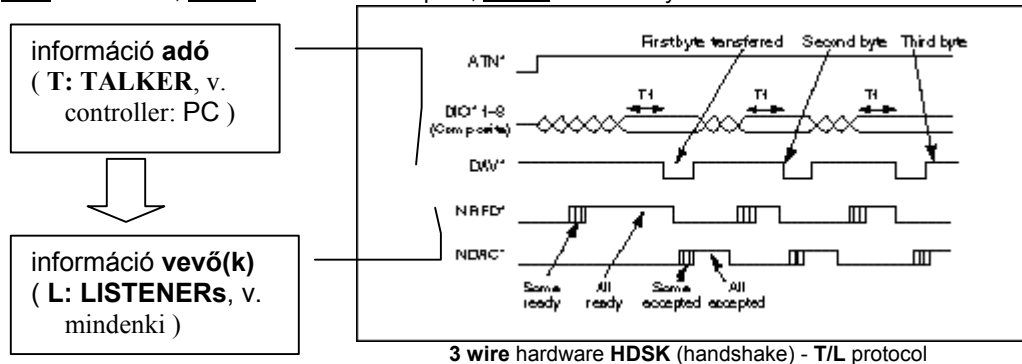 információ adó
( T: TALKER, v.
controller: PC )
információ vevő(k)
( L: LISTENERs, v.
mindenki )
First byte transferred Second byte Third byte
ATN*
T1 T1 T1
DIO* 1–8
(Composite)
DAV*
NRFD*
NDAC*
Some ready
All ready
Some accepted
All accepted
3 wire hardware HDSK (handshake) - T/L protocol